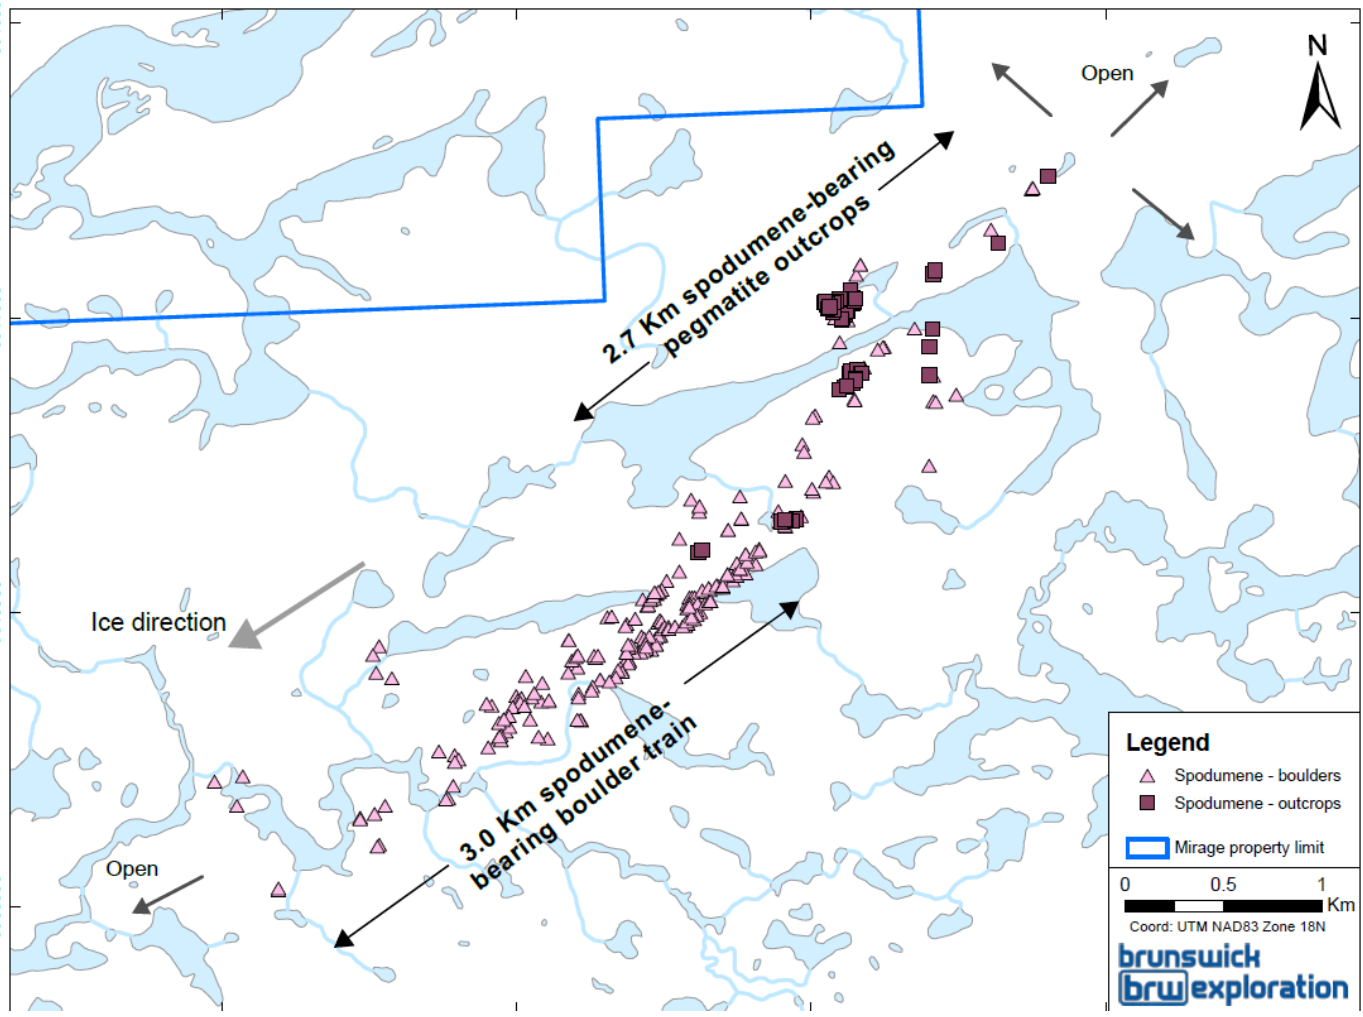 N
Open
2.7 Km spodumene-bearing
pegmatite outcrops
Ice direction
3.0 Km spodumene-
bearing boulder train
Open
Legend
Spodumene - boulders
Spodumene - outcrops
Mirage property limit
0 0.5 1
Km
Coord: UTM NAD83 Zone 18N
brunswick
brw exploration